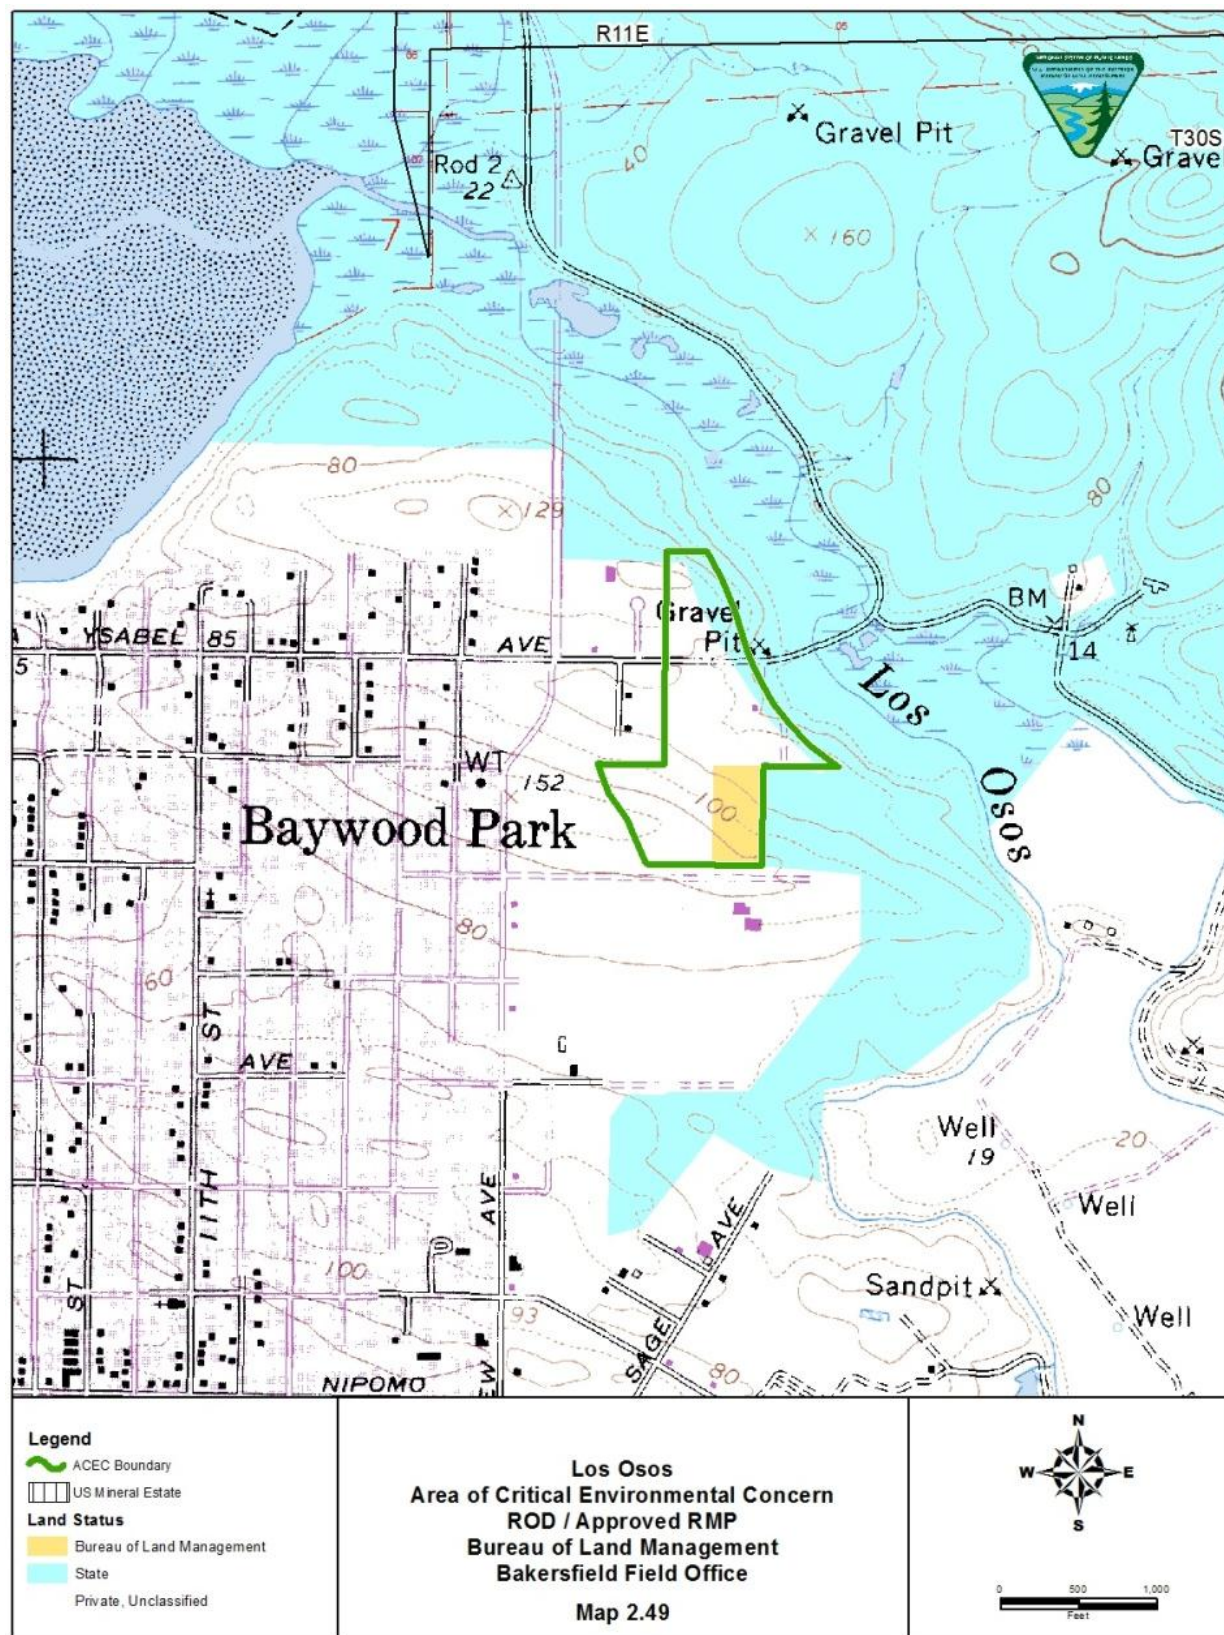 R11E
06
Gravel Pit
T30S
Gravel
40
20
Rod 2
22
7
160
80
129
80
Gravel
Pit
BM
14
YSABEL
85
AVE
5
Los
Osos
WT
152
100
Baywood Park
80
60
ST
AVE
Well
19
20
11TH
AVE
Well
AVE
ST
100
Sandpit
Well
93
SAGE
80
NIPOMO
EW
Legend
ACEC Boundary
US Mineral Estate
Land Status
Bureau of Land Management
State
Private, Unclassified
Los Osos
Area of Critical Environmental Concern
ROD / Approved RMP
Bureau of Land Management
Bakersfield Field Office
Map 2.49
N
W E
S
0 500 1,000
Feet